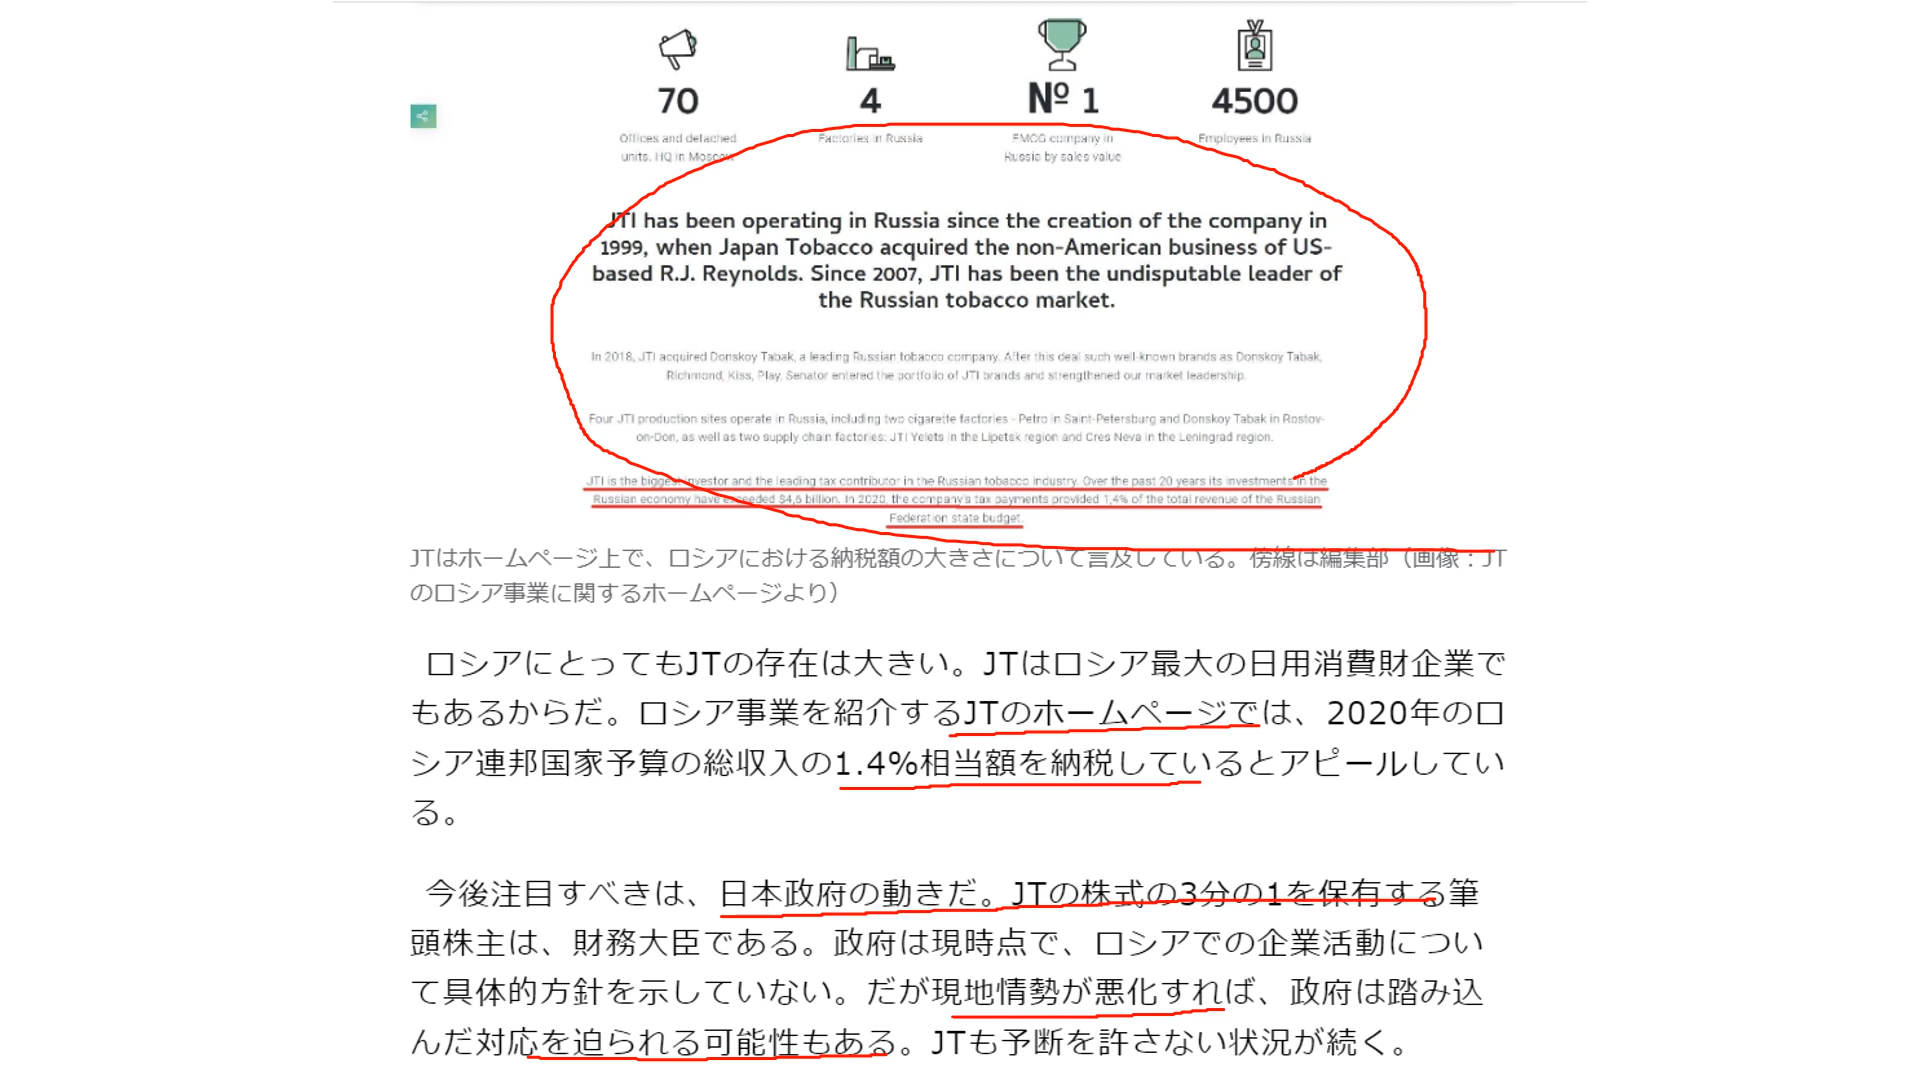 70
4
Nº 1
4500
Offices and detached
units. HQ in Moscow
Factories in Russia
FMCG company in
Russia by sales value
Employees in Russia
JTI has been operating in Russia since the creation of the company in
1999, when Japan Tobacco acquired the non-American business of US-
based R.J. Reynolds. Since 2007, JTI has been the undisputable leader of
the Russian tobacco market.
In 2018, JTI acquired Donskoy Tabak, a leading Russian tobacco company. After this deal such well-known brands as Donskoy Tabak,
Richmond, Kiss, Play, Senator entered the portfolio of JTI brands and strengthened our market leadership.
Four JTI production sites operate in Russia, including two cigarette factories - Petro in Saint-Petersburg and Donskoy Tabak in Rostov-
on-Don, as well as two supply chain factories: JTI Yelets in the Lipetsk region and Cres Neva in the Leningrad region.
JTI is the biggest investor and the leading tax contributor in the Russian tobacco industry. Over the past 20 years its investments in the
Russian economy have exceeded $4,6 billion. In 2020, the company's tax payments provided 1,4% of the total revenue of the Russian
Federation state budget.
JTはホームページ上で、ロシアにおける納税額の大きさについて言及している。傍線は編集部（画像：JT
のロシア事業に関するホームページより）
ロシアにとってもJTの存在は大きい。JTはロシア最大の日用消費財企業で
もあるからだ。ロシア事業を紹介するJTのホームページでは、2020年のロ
シア連邦国家予算の総収入の1.4%相当額を納税しているとアピールしてい
る。
今後注目すべきは、日本政府の動きだ。JTの株式の3分の1を保有する筆
頭株主は、財務大臣である。政府は現時点で、ロシアでの企業活動につい
て具体的方針を示していない。だが現地情勢が悪化すれば、政府は踏み込
んだ対応を迫られる可能性もある。JTも予断を許さない状況が続く。